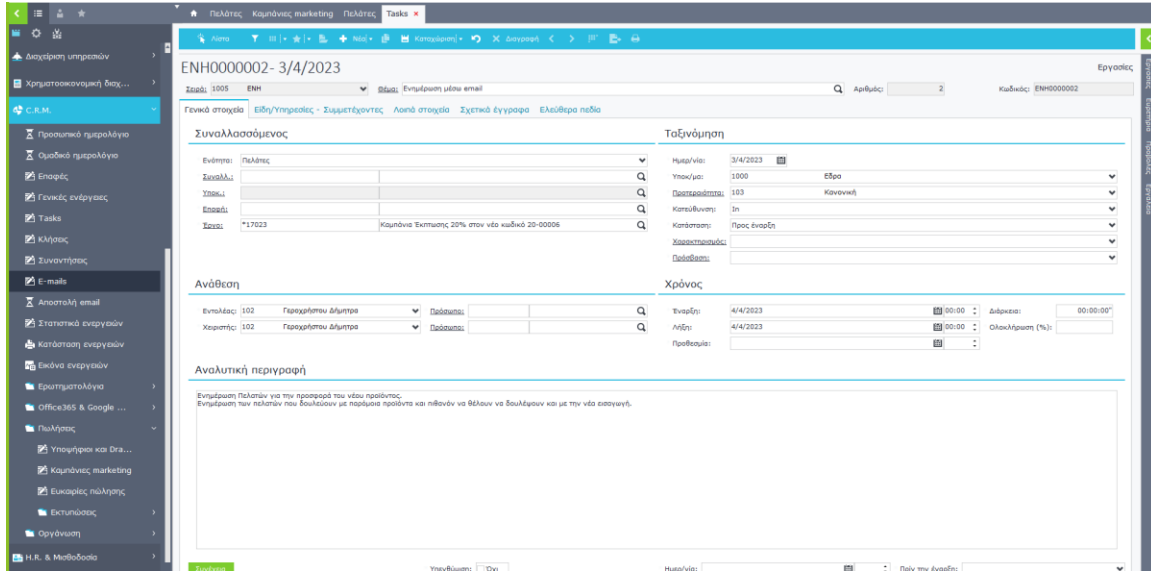 Πελάτες Καμπάνιες marketing Πελάτες Tasks ×
Λίστα Νέο Καταχώριση Διαγραφή
Διαχείριση υπηρεσιών
Χρηματοοικονομική διαχ...
C.R.M.
Προσωπικό ημερολόγιο
Ομαδικό ημερολόγιο
Επαφές
Γενικές ενέργειες
Tasks
Κλήσεις
Συναντήσεις
E-mails
Αποστολή email
Στατιστικά ενεργειών
Κατάσταση ενεργειών
Εικόνα ενεργειών
Ερωτηματολόγια
Office365 & Google ...
Πωλήσεις
Υποψήφιοι και Dra...
Καμπάνιες marketing
Ευκαιρίες πώλησης
Εκτυπώσεις
Οργάνωση
H.R. & Μισθοδοσία
ENH0000002- 3/4/2023 Εργασίες
Σειρά: 1005 ENH Θέμα: Ενημέρωση μέσω email Αριθμός: 2 Κωδικός: ENH0000002
Γενικά στοιχεία Είδη/Υπηρεσίες - Συμμετέχοντες Λοιπά στοιχεία Σχετικά έγγραφα Ελεύθερα πεδία
Συναλλασσόμενος
Ενότητα: Πελάτες
Συναλλ.:
Υποκ.:
Επαφή:
Έργο: *17023 Καμπάνια Έκπτωσης 20% στον νέο κωδικό 20-00006
Ταξινόμηση
Ημερ/νία: 3/4/2023
Υποκ/μα: 1000 Έδρα
Προτεραιότητα: 103 Κανονική
Κατεύθυνση: In
Κατάσταση: Προς έναρξη
Χαρακτηρισμός:
Πρόσβαση:
Ανάθεση
Εντολέας: 102 Γεροχρήστου Δήμητρα Πρόσωπο:
Χειριστής: 102 Γεροχρήστου Δήμητρα Πρόσωπο:
Χρόνος
Έναρξη: 4/4/2023 00:00 Διάρκεια: 00:00:00"
Λήξη: 4/4/2023 00:00 Ολοκλήρωση (%):
Προθεσμία: :
Αναλυτική περιγραφή
Ενημέρωση Πελατών για την προσφορά του νέου προϊόντος.
Ενημέρωση των πελατών που δουλεύουν με παρόμοια προϊόντα και πιθανόν να θέλουν να δουλέψουν και με την νέα εισαγωγή.
Συνέχεια Υπενθύμιση: Όχι Ημερ/νία: : Πρίν την έναρξη: